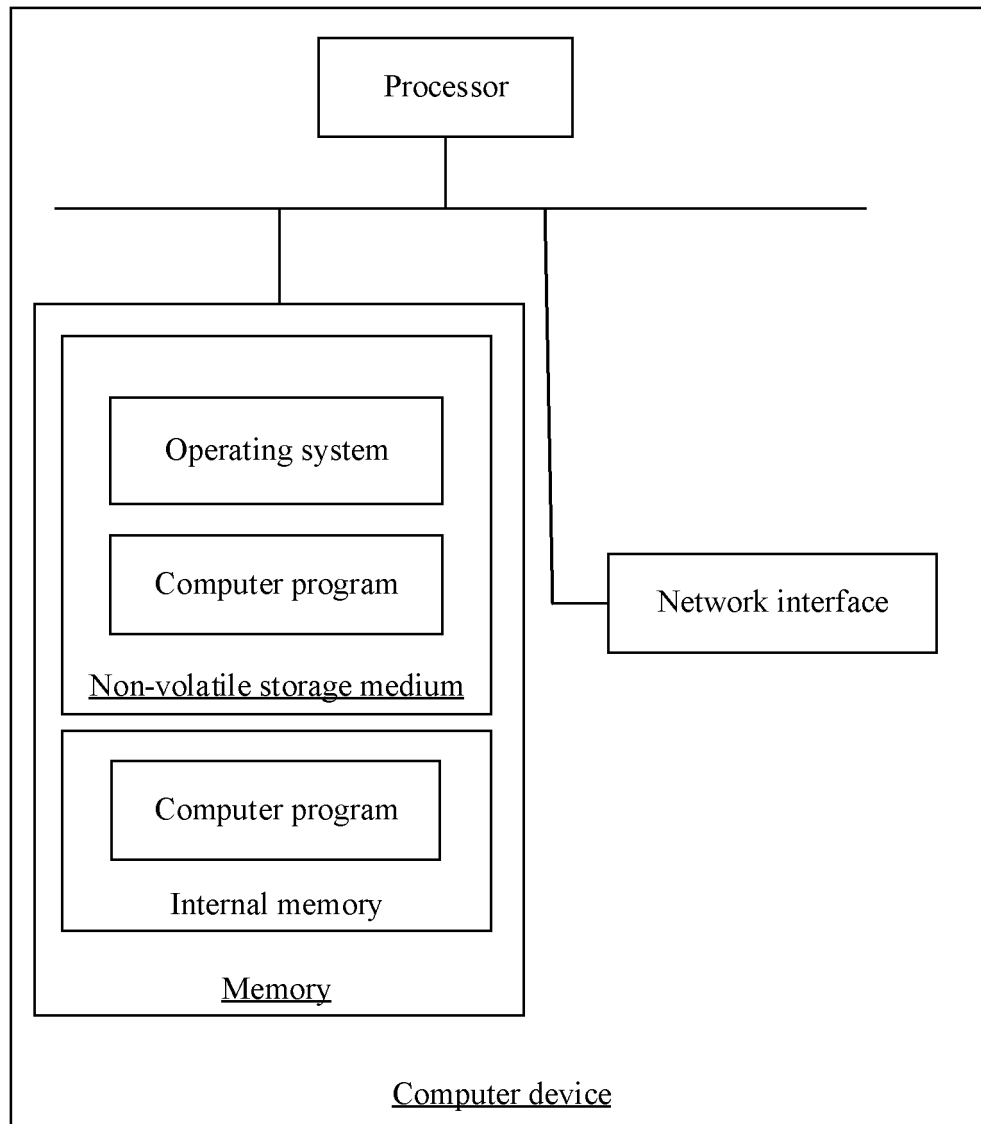 Processor
Operating system
Computer program
Network interface
Non-volatile storage medium
Computer program
Internal memory
Memory
Computer device